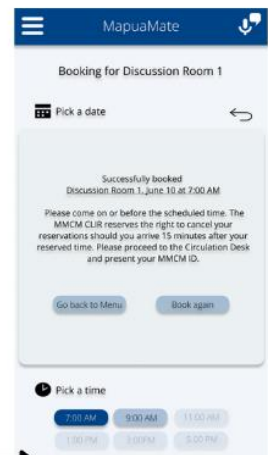 MapuaMate
Booking for Discussion Room 1
Pick a date
Successfully booked
Discussion Room 1, June 10 at 7:00 AM
Please come on or before the scheduled time. The
MMCM CLIR reserves the right to cancel your
reservations should you arrive 15 minutes after your
reserved time. Please proceed to the Circulation Desk
and present your MMCM ID.
Go back to Menu Book again
Pick a time
7:00 AM 9:00 AM 11:00 AM
1:00 PM 3:00PM 5:00 PM